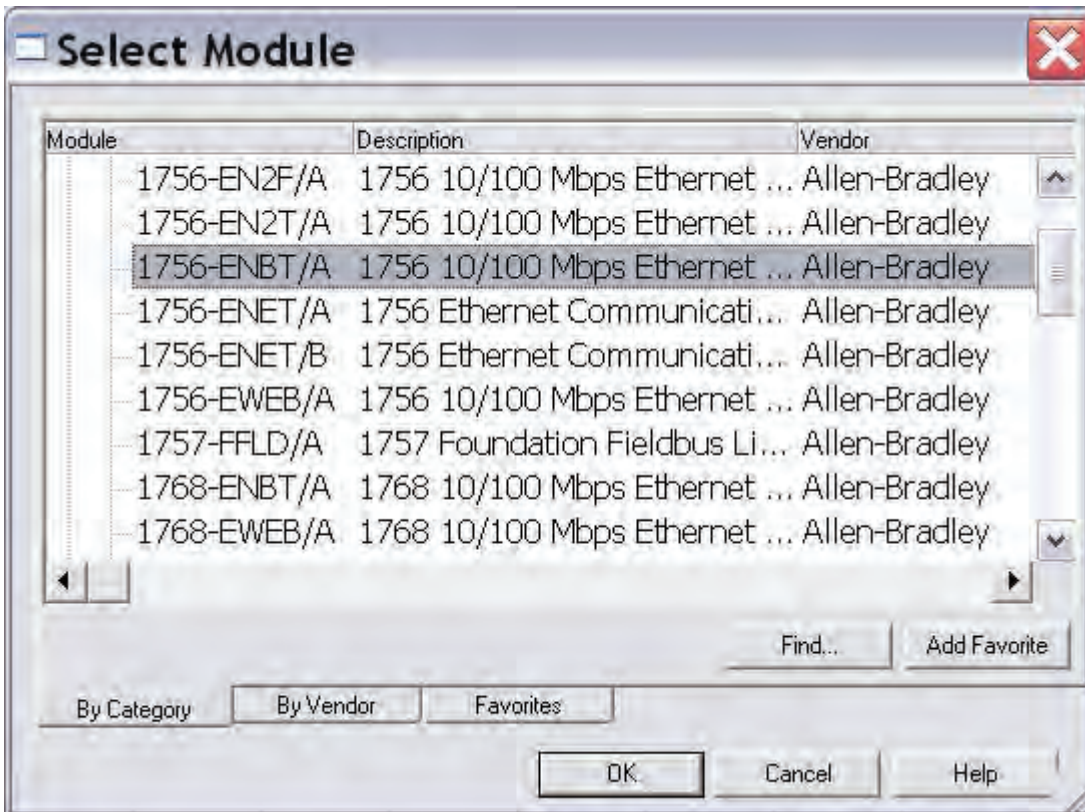 Select Module
Module Description Vendor
1756-EN2F/A 1756 10/100 Mbps Ethernet ... Allen-Bradley
1756-EN2T/A 1756 10/100 Mbps Ethernet ... Allen-Bradley
1756-ENBT/A 1756 10/100 Mbps Ethernet ... Allen-Bradley
1756-ENET/A 1756 Ethernet Communicati... Allen-Bradley
1756-ENET/B 1756 Ethernet Communicati... Allen-Bradley
1756-EWEB/A 1756 10/100 Mbps Ethernet ... Allen-Bradley
1757-FFLD/A 1757 Foundation Fieldbus Li... Allen-Bradley
1768-ENBT/A 1768 10/100 Mbps Ethernet ... Allen-Bradley
1768-EWEB/A 1768 10/100 Mbps Ethernet ... Allen-Bradley
Find... Add Favorite
By Category By Vendor Favorites
OK Cancel Help